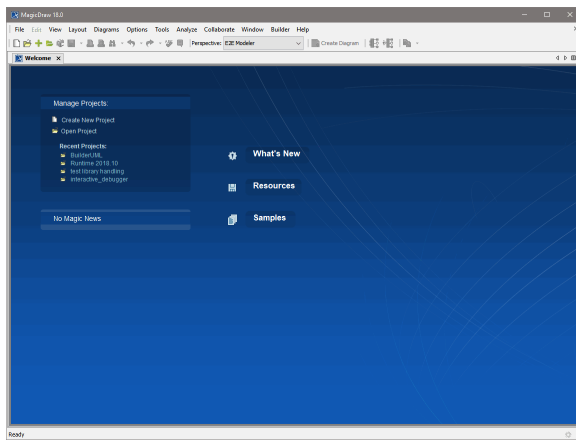 MagicDraw 18.0
File Edit View Layout Diagrams Options Tools Analyze Collaborate Window Builder Help
Perspective: E2E Modeler Create Diagram
Welcome
Manage Projects:
Create New Project
Open Project
Recent Projects:
BuilderUML
Runtime 2018.10
test library handling
interactive_debugger
No Magic News
What's New
Resources
Samples
Ready